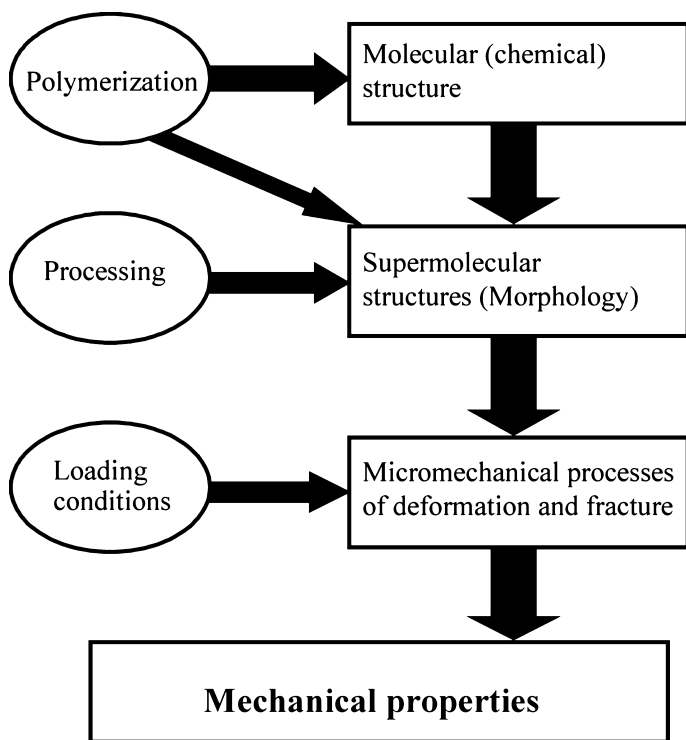 Polymerization
Molecular (chemical)
structure
Processing
Supermolecular
structures (Morphology)
Loading
conditions
Micromechanical processes
of deformation and fracture
Mechanical properties